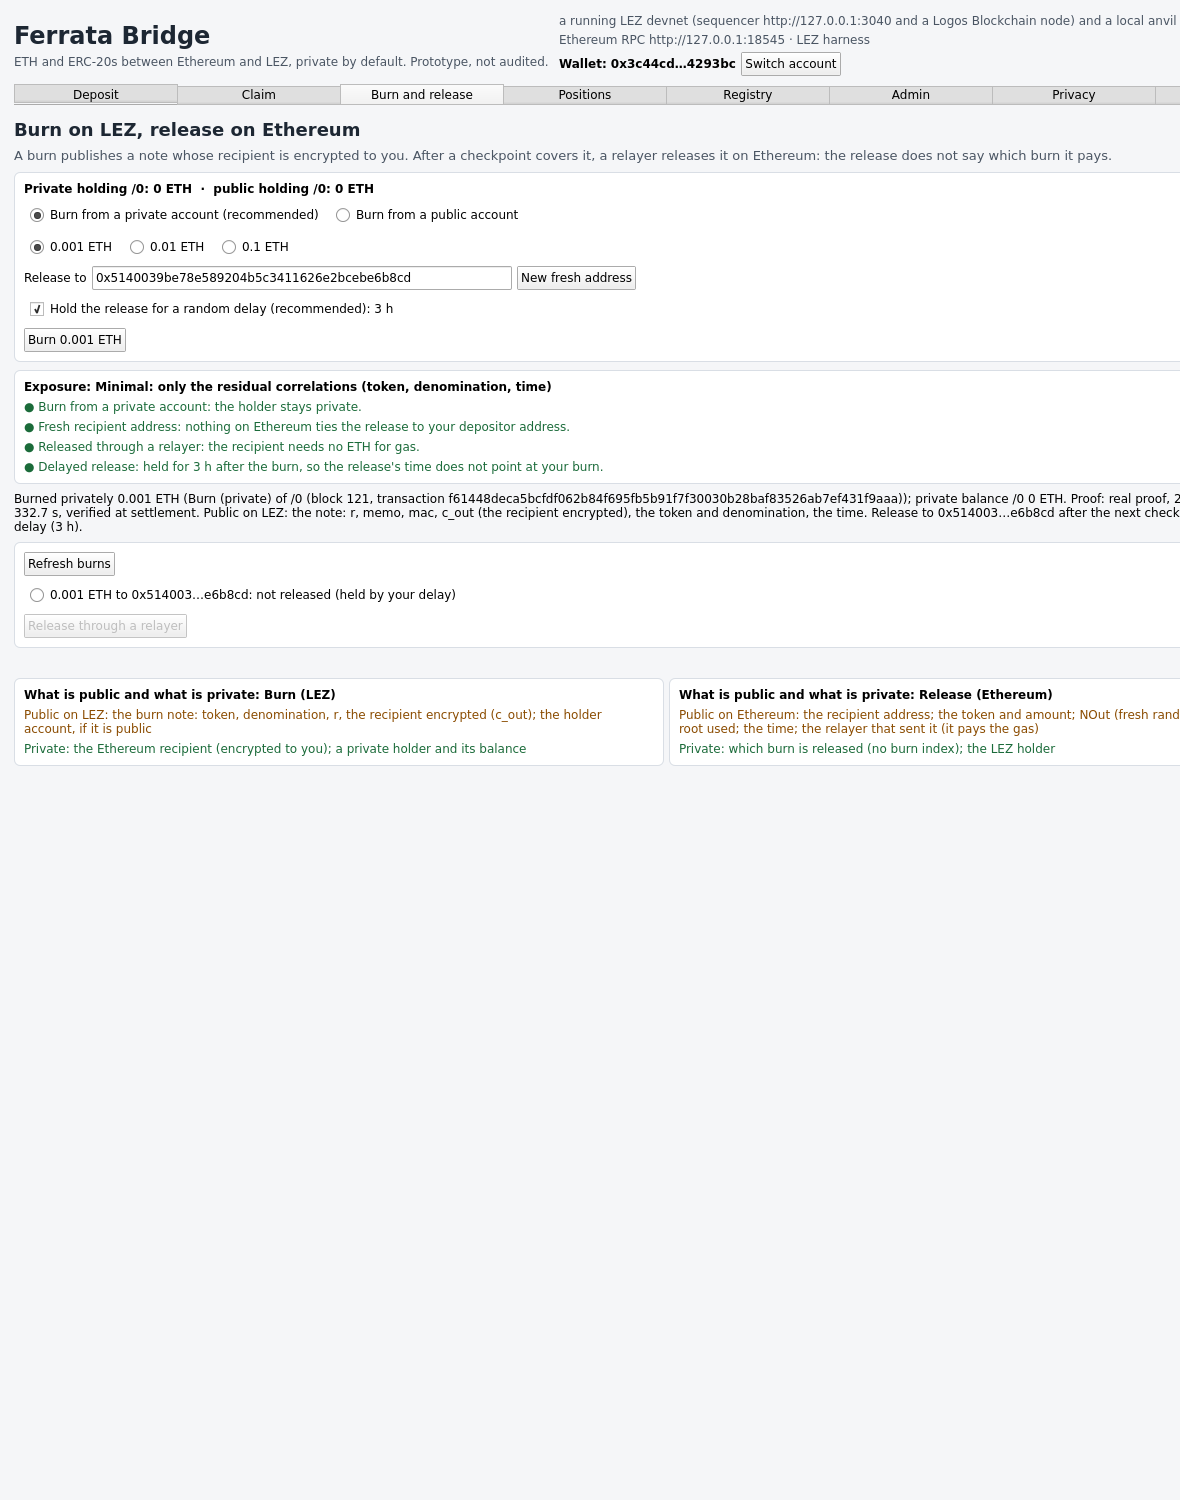 Ferrata Bridge
ETH and ERC-20s between Ethereum and LEZ, private by default. Prototype, not audited.
a running LEZ devnet (sequencer http://127.0.0.1:3040 and a Logos Blockchain node) and a local anvil
Ethereum RPC http://127.0.0.1:18545 · LEZ harness
Wallet: 0x3c44cd…4293bc Switch account
Deposit Claim Burn and release Positions Registry Admin Privacy
Burn on LEZ, release on Ethereum
A burn publishes a note whose recipient is encrypted to you. After a checkpoint covers it, a relayer releases it on Ethereum: the release does not say which burn it pays.
Private holding /0: 0 ETH · public holding /0: 0 ETH
Burn from a private account (recommended) Burn from a public account
0.001 ETH 0.01 ETH 0.1 ETH
Release to 0x5140039be78e589204b5c3411626e2bcebe6b8cd New fresh address
Hold the release for a random delay (recommended): 3 h
Burn 0.001 ETH
Exposure: Minimal: only the residual correlations (token, denomination, time)
● Burn from a private account: the holder stays private.
● Fresh recipient address: nothing on Ethereum ties the release to your depositor address.
● Released through a relayer: the recipient needs no ETH for gas.
● Delayed release: held for 3 h after the burn, so the release's time does not point at your burn.
Burned privately 0.001 ETH (Burn (private) of /0 (block 121, transaction f61448deca5bcfdf062b84f695fb5b91f7f30030b28baf83526ab7ef431f9aaa)); private balance /0 0 ETH. Proof: real proof, 2
332.7 s, verified at settlement. Public on LEZ: the note: r, memo, mac, c_out (the recipient encrypted), the token and denomination, the time. Release to 0x514003…e6b8cd after the next check
delay (3 h).
Refresh burns
0.001 ETH to 0x514003…e6b8cd: not released (held by your delay)
Release through a relayer
What is public and what is private: Burn (LEZ)
Public on LEZ: the burn note: token, denomination, r, the recipient encrypted (c_out); the holder
account, if it is public
Private: the Ethereum recipient (encrypted to you); a private holder and its balance
What is public and what is private: Release (Ethereum)
Public on Ethereum: the recipient address; the token and amount; NOut (fresh rand
root used; the time; the relayer that sent it (it pays the gas)
Private: which burn is released (no burn index); the LEZ holder